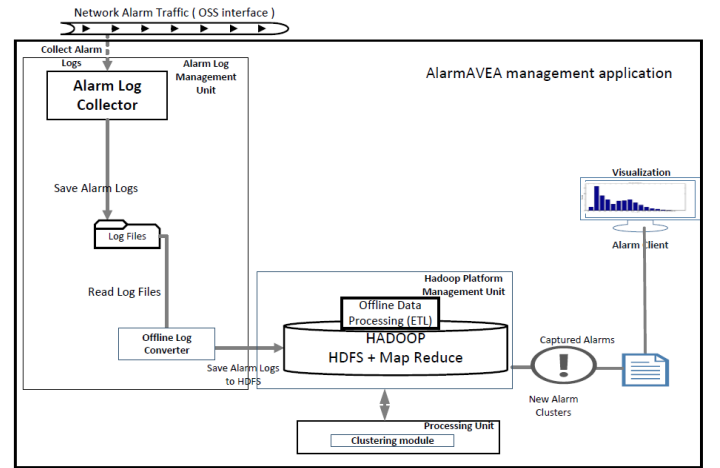 Network Alarm Traffic ( OSS interface )
Collect Alarm
Logs
Alarm Log
Management
Unit
AlarmAVEA management application
Alarm Log
Collector
Save Alarm Logs
Log Files
Read Log Files
Offline Log
Converter
Save Alarm Logs
to HDFS
Hadoop Platform
Management Unit
Offline Data
Processing (ETL)
HADOOP
HDFS + Map Reduce
Processing Unit
Clustering module
Captured Alarms
New Alarm
Clusters
Visualization
Alarm Client